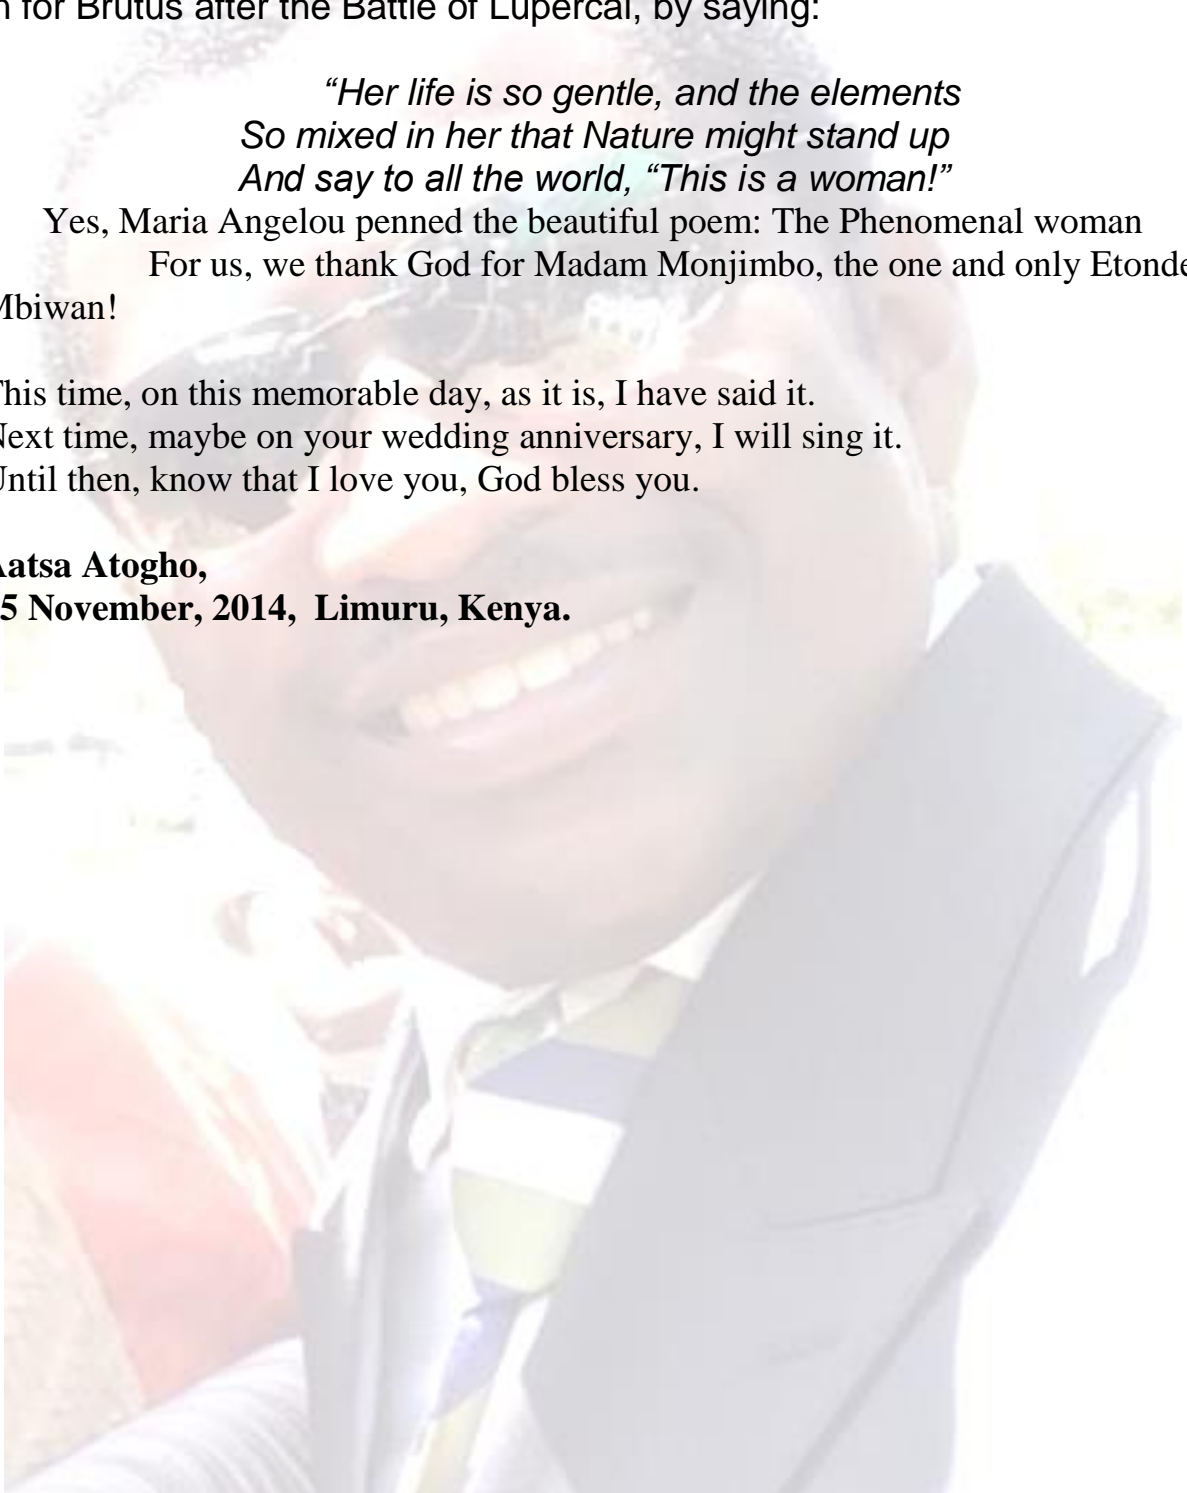 for Brutus after the Battle of Lupercal, by saying:
“Her life is so gentle, and the elements
So mixed in her that Nature might stand up
And say to all the world, “This is a woman!”
Yes, Maria Angelou penned the beautiful poem: The Phenomenal woman
For us, we thank God for Madam Monjimbo, the one and only Etonde
Mbiwan!
This time, on this memorable day, as it is, I have said it.
Next time, maybe on your wedding anniversary, I will sing it.
Until then, know that I love you, God bless you.
Aatsa Atogho,
5 November, 2014, Limuru, Kenya.